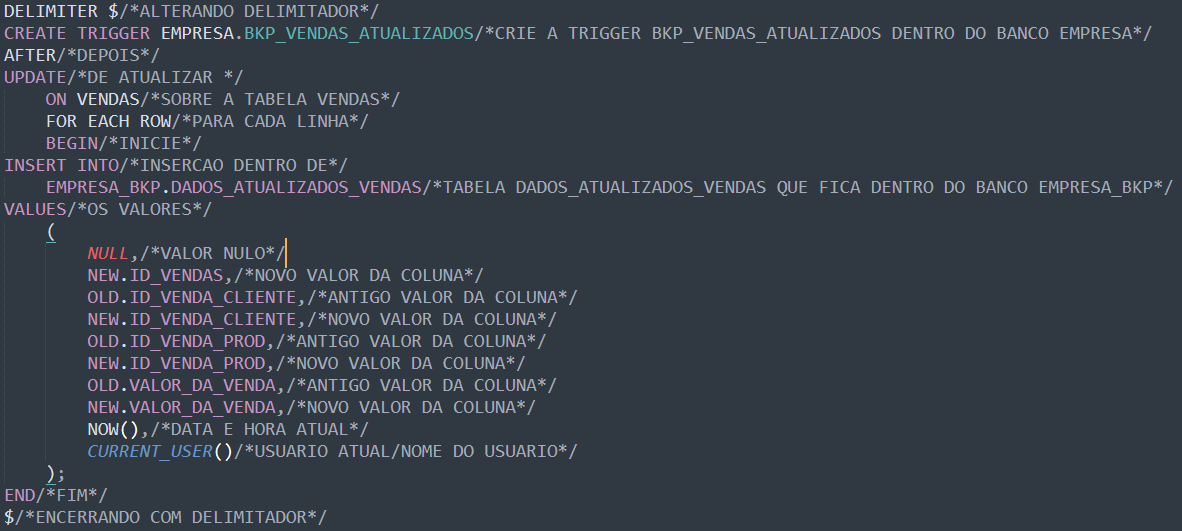 DELIMITER $/*ALTERANDO DELIMITADOR*/
CREATE TRIGGER EMPRESA.BKP_VENDAS_ATUALIZADOS/*CRIE A TRIGGER BKP_VENDAS_ATUALIZADOS DENTRO DO BANCO EMPRESA*/
AFTER/*DEPOIS*/
UPDATE/*DE ATUALIZAR */
    ON VENDAS/*SOBRE A TABELA VENDAS*/
    FOR EACH ROW/*PARA CADA LINHA*/
    BEGIN/*INICIE*/
INSERT INTO/*INSERCAO DENTRO DE*/
    EMPRESA_BKP.DADOS_ATUALIZADOS_VENDAS/*TABELA DADOS_ATUALIZADOS_VENDAS QUE FICA DENTRO DO BANCO EMPRESA_BKP*/
VALUES/*OS VALORES*/
    (
        NULL,/*VALOR NULO*/
        NEW.ID_VENDAS,/*NOVO VALOR DA COLUNA*/
        OLD.ID_VENDA_CLIENTE,/*ANTIGO VALOR DA COLUNA*/
        NEW.ID_VENDA_CLIENTE,/*NOVO VALOR DA COLUNA*/
        OLD.ID_VENDA_PROD,/*ANTIGO VALOR DA COLUNA*/
        NEW.ID_VENDA_PROD,/*NOVO VALOR DA COLUNA*/
        OLD.VALOR_DA_VENDA,/*ANTIGO VALOR DA COLUNA*/
        NEW.VALOR_DA_VENDA,/*NOVO VALOR DA COLUNA*/
        NOW(),/*DATA E HORA ATUAL*/
        CURRENT_USER()/*USUARIO ATUAL/NOME DO USUARIO*/
    );
END/*FIM*/
$/*ENCERRANDO COM DELIMITADOR*/